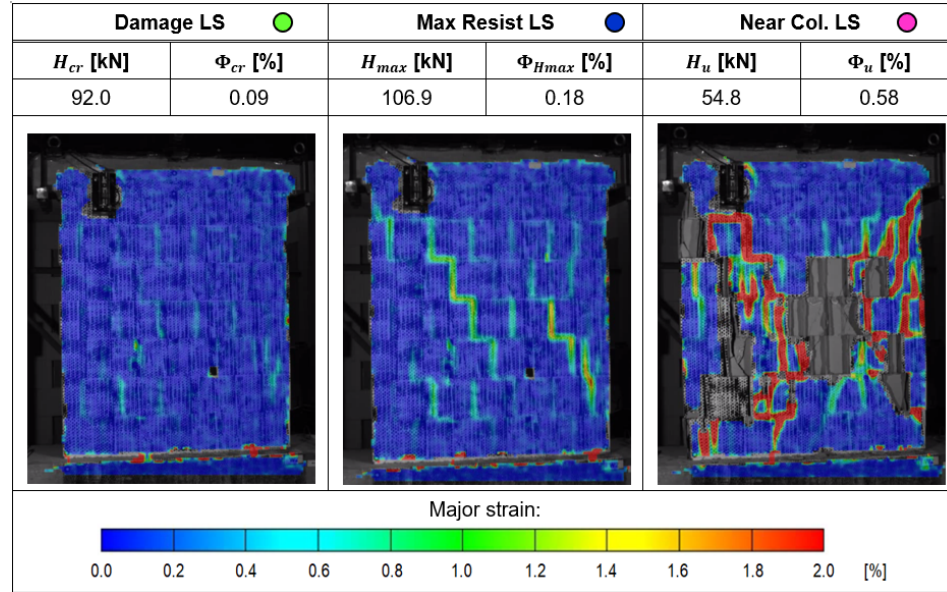 Damage LS Max Resist LS Near Col. LS
H_cr [kN] Φ_cr [%] H_max [kN] Φ_Hmax [%] H_u [kN] Φ_u [%]
92.0 0.09 106.9 0.18 54.8 0.58
Major strain:
0.0 0.2 0.4 0.6 0.8 1.0 1.2 1.4 1.6 1.8 2.0 [%]